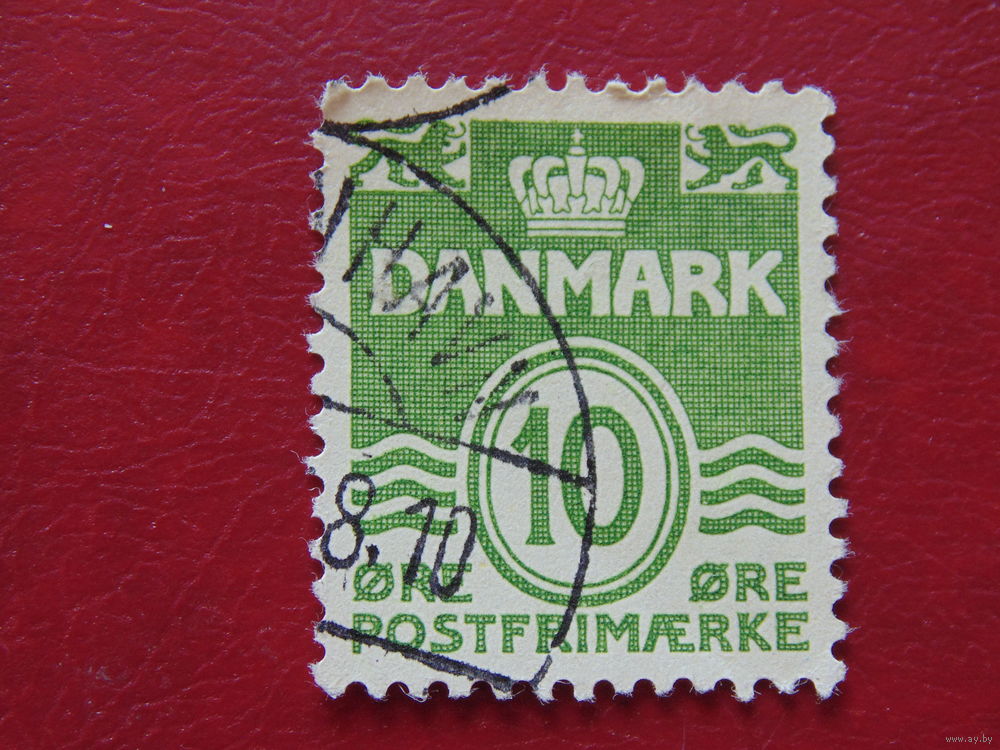 DANMARK
10
8.10
ØRE ØRE
POSTFRIMÆRKE
www.ay.by